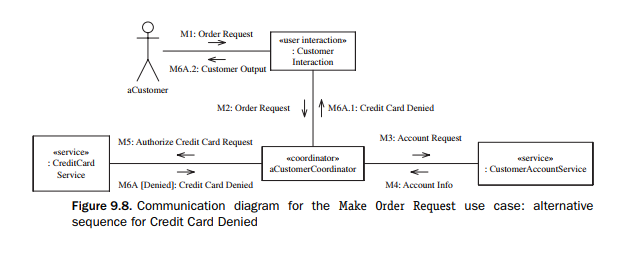 M1: Order Request
«user interaction»
: Customer
Interaction
M6A.2: Customer Output
aCustomer
M2: Order Request
M6A.1: Credit Card Denied
M5: Authorize Credit Card Request
M3: Account Request
«service»
: CreditCard
Service
«coordinator»
aCustomerCoordinator
«service»
: CustomerAccountService
M6A [Denied]: Credit Card Denied
M4: Account Info
Figure 9.8. Communication diagram for the Make Order Request use case: alternative
sequence for Credit Card Denied